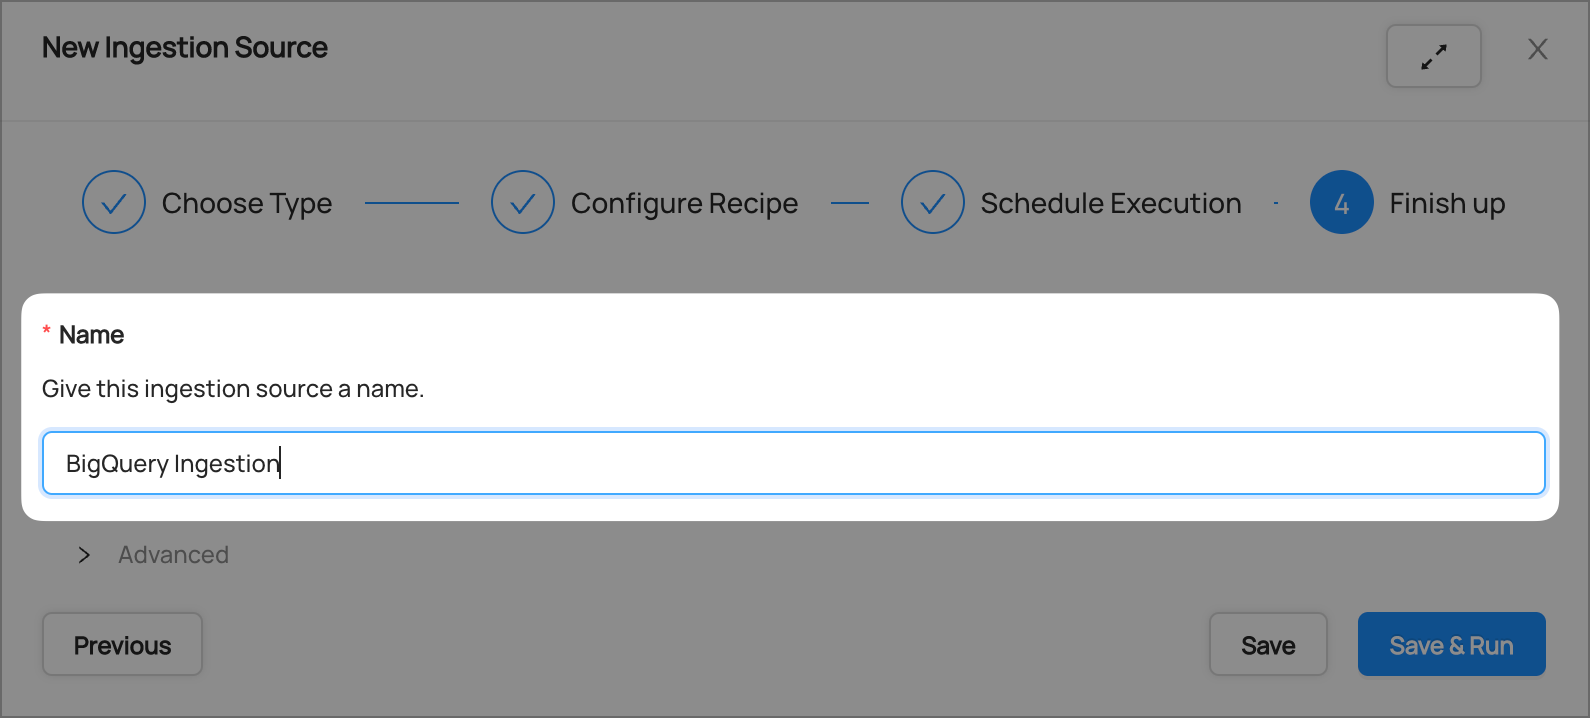 New Ingestion Source
Choose Type
Configure Recipe
Schedule Execution
4
Finish up
* Name
Give this ingestion source a name.
BigQuery Ingestion
Advanced
Previous
Save
Save & Run